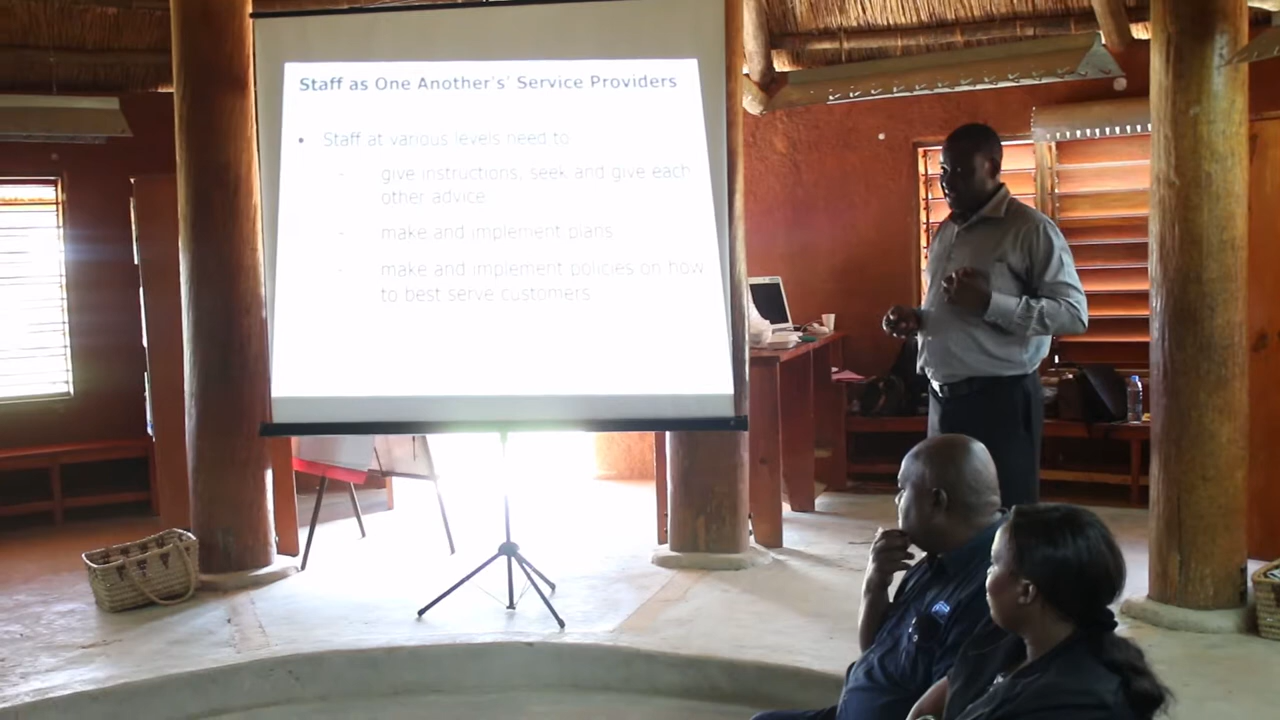 Staff as One Another's' Service Providers
• Staff at various levels need to
- give instructions, seek and give each
other advice
- make and implement plans
- make and implement policies on how
to best serve customers